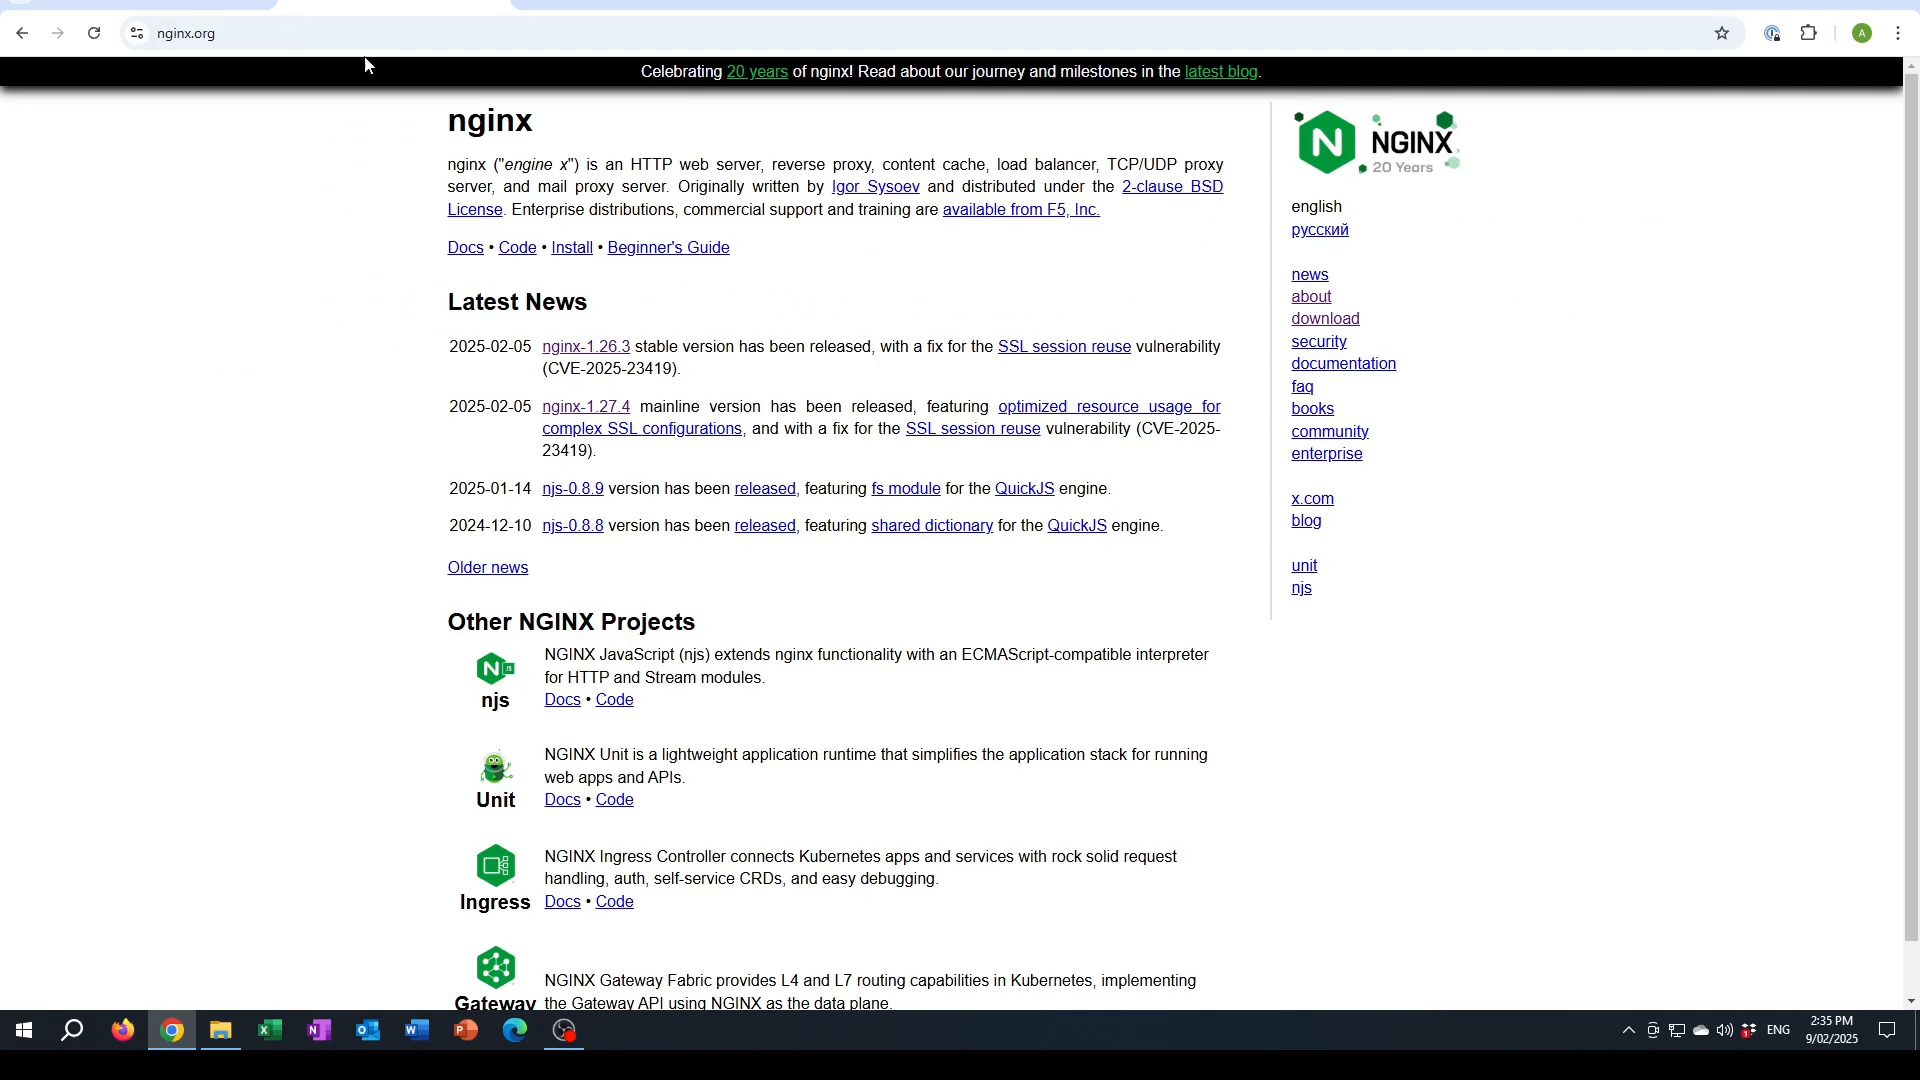 nginx.org
A
Celebrating 20 years of nginx! Read about our journey and milestones in the latest blog.
nginx
nginx ("engine x") is an HTTP web server, reverse proxy, content cache, load balancer, TCP/UDP proxy
server, and mail proxy server. Originally written by Igor Sysoev and distributed under the 2-clause BSD
License. Enterprise distributions, commercial support and training are available from F5, Inc.
Docs • Code • Install • Beginner's Guide
Latest News
2025-02-05 nginx-1.26.3 stable version has been released, with a fix for the SSL session reuse vulnerability
(CVE-2025-23419).
2025-02-05 nginx-1.27.4 mainline version has been released, featuring optimized resource usage for
complex SSL configurations, and with a fix for the SSL session reuse vulnerability (CVE-2025-
23419).
2025-01-14 njs-0.8.9 version has been released, featuring fs module for the QuickJS engine.
2024-12-10 njs-0.8.8 version has been released, featuring shared dictionary for the QuickJS engine.
Older news
Other NGINX Projects
NGINX JavaScript (njs) extends nginx functionality with an ECMAScript-compatible interpreter
for HTTP and Stream modules.
njs
Docs • Code
NGINX Unit is a lightweight application runtime that simplifies the application stack for running
web apps and APIs.
Unit
Docs • Code
NGINX Ingress Controller connects Kubernetes apps and services with rock solid request
handling, auth, self-service CRDs, and easy debugging.
Ingress
Docs • Code
NGINX Gateway Fabric provides L4 and L7 routing capabilities in Kubernetes, implementing
Gateway the Gateway API using NGINX as the data plane.
N NGINX
20 Years
english
русский
news
about
download
security
documentation
faq
books
community
enterprise
x.com
blog
unit
njs
ENG
2:35 PM
9/02/2025